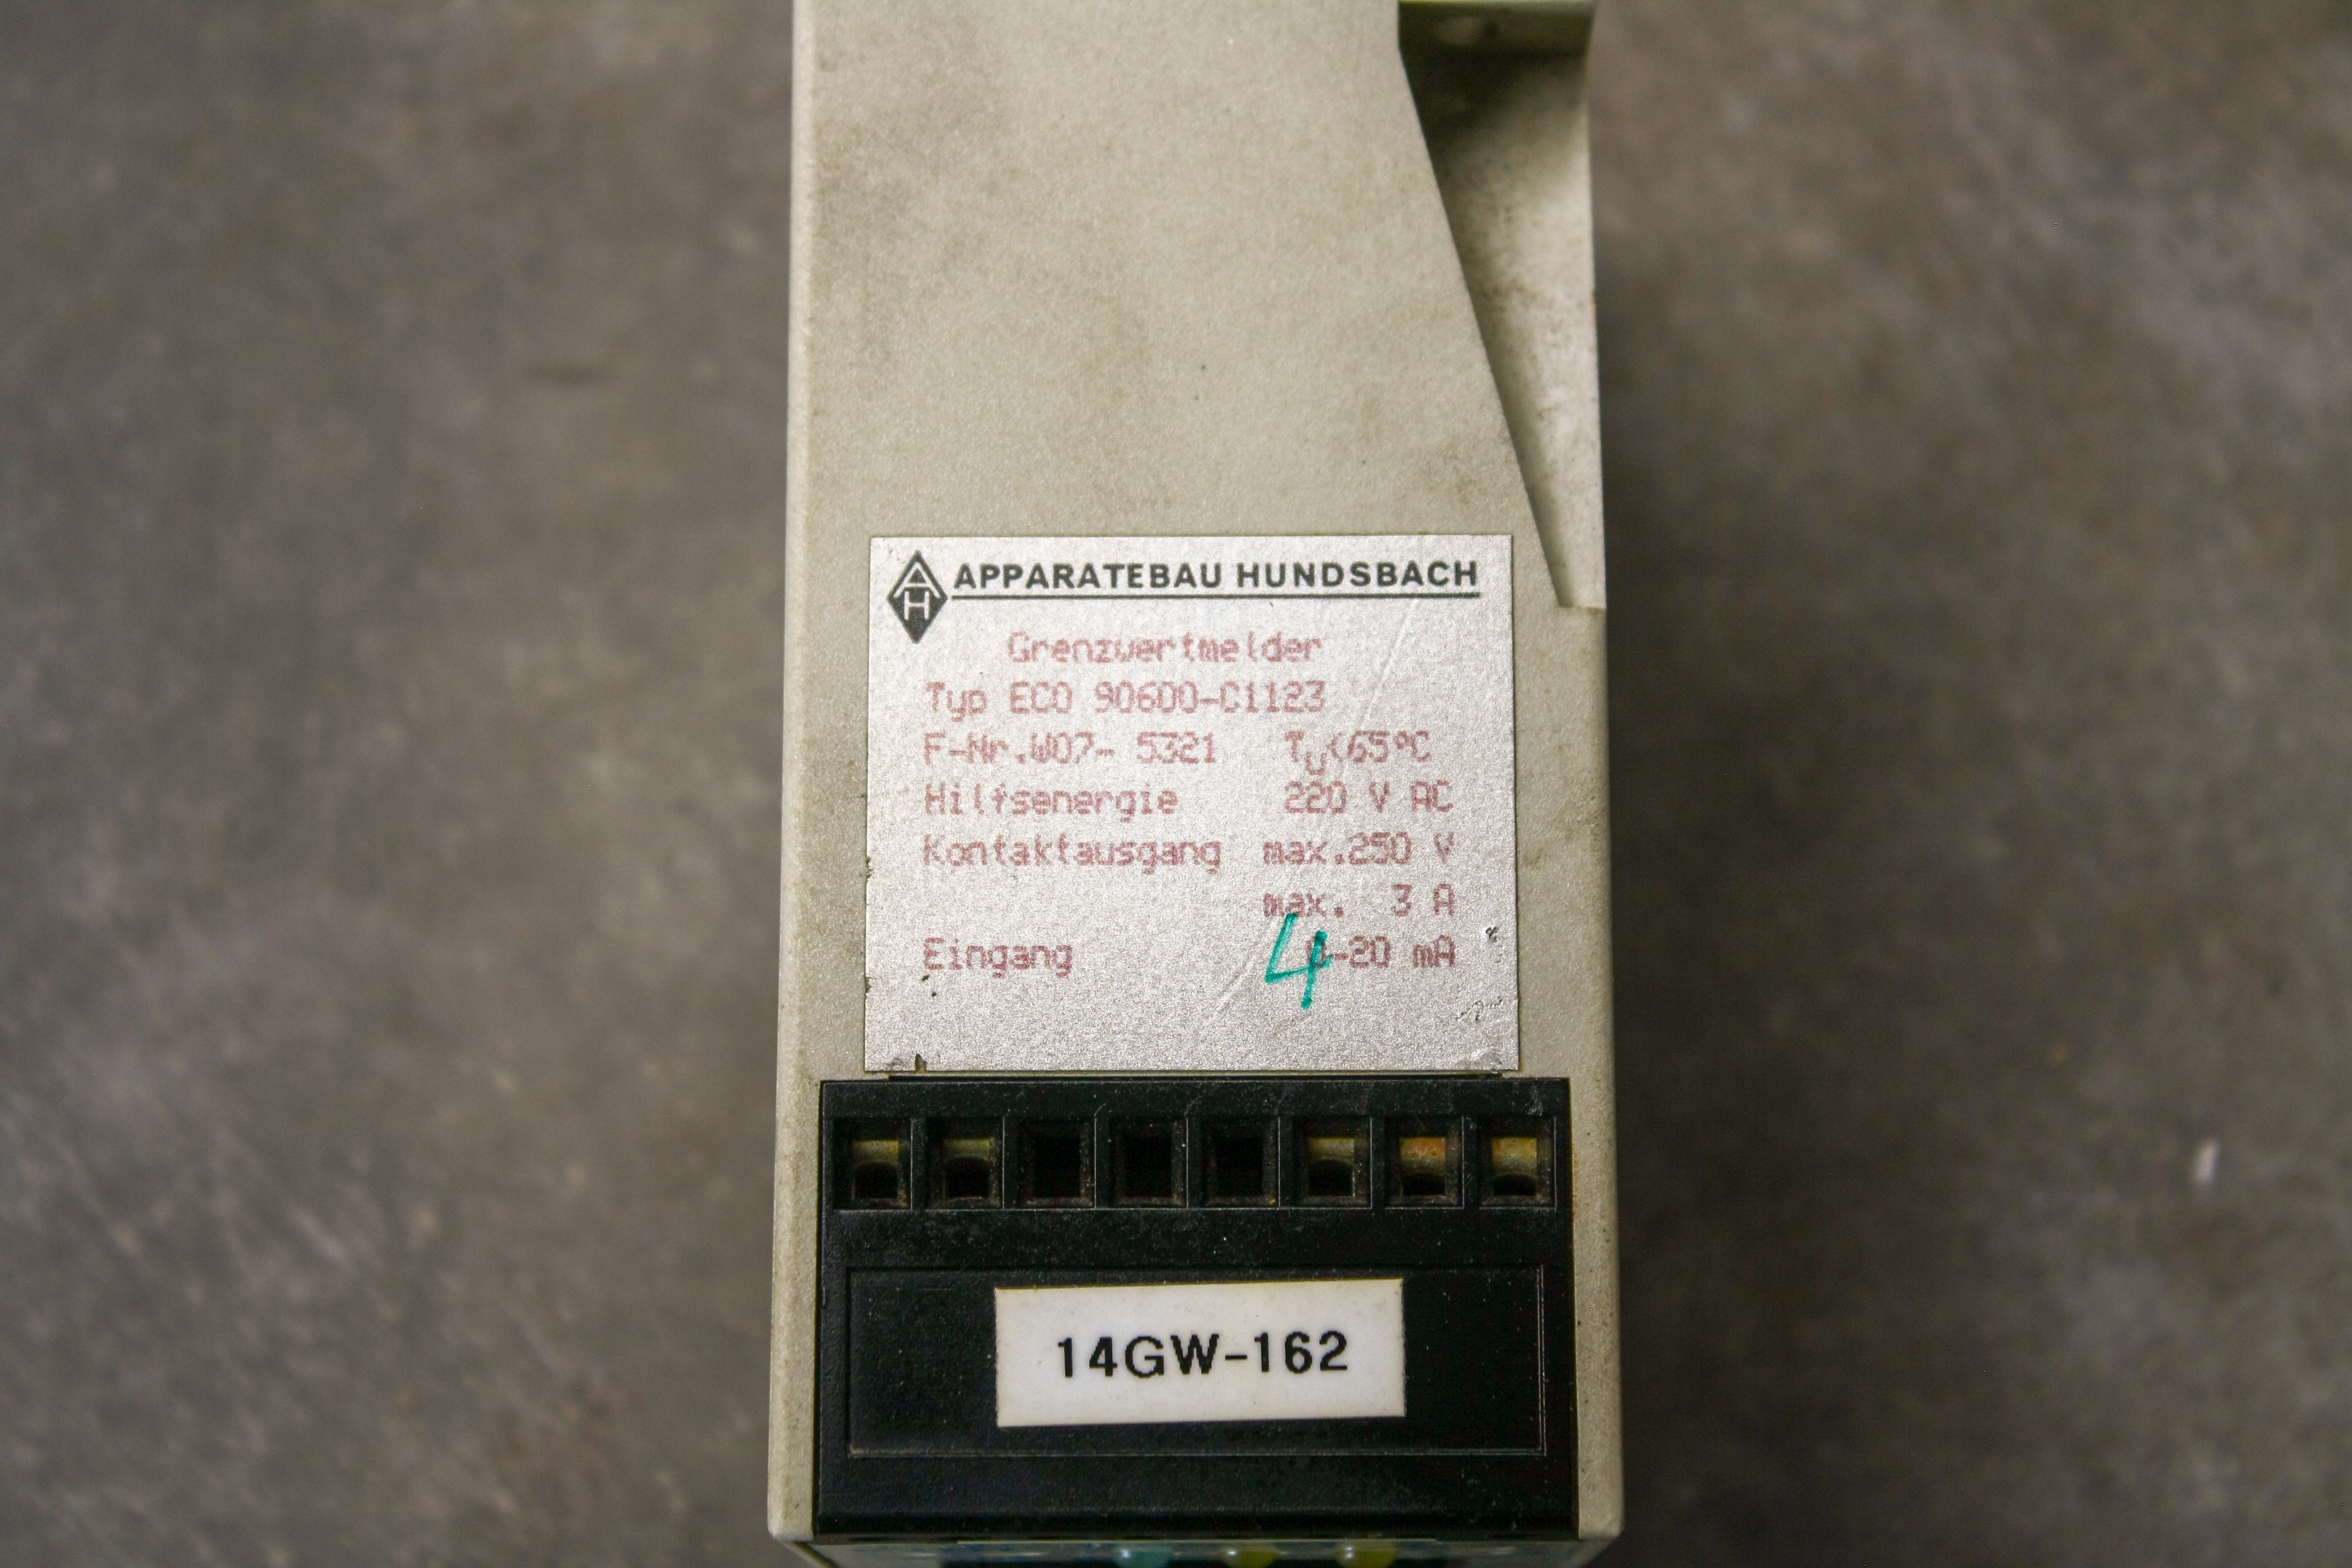 AH APPARATEBAU HUNDSBACH
Grenzwertmelder
Typ ECO 90600-C1123
F-Nr.W07- 5321 Tu<65°C
Hilfsenergie 220 V AC
Kontaktausgang max.250 V
max. 3 A
Eingang 4-20 mA
14GW-162